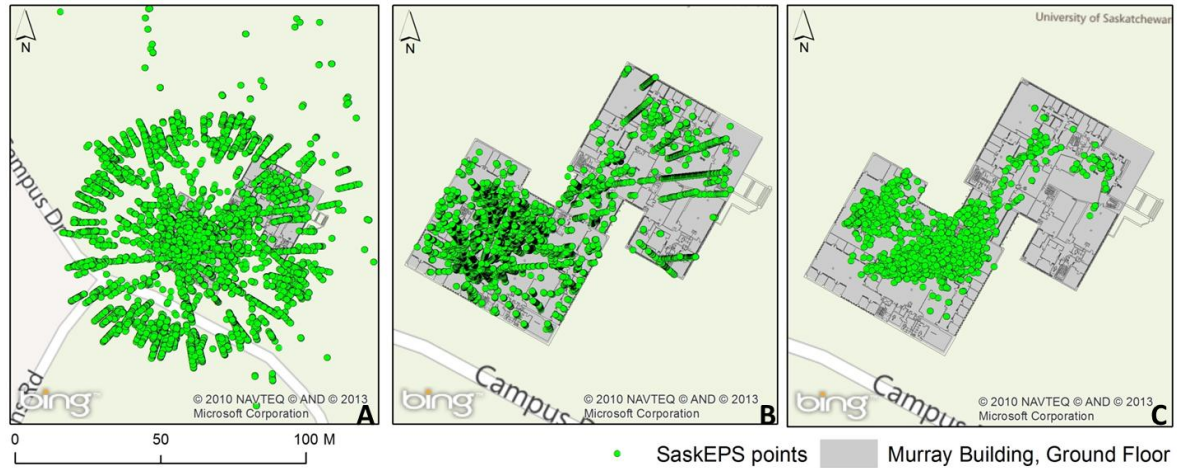 N
ampus Dr
ns Rd
bing
© 2010 NAVTEQ © AND © 2013
Microsoft Corporation
A
N
Campus
bing
© 2010 NAVTEQ © AND © 2013
Microsoft Corporation
B
University of Saskatchewan
N
Campus
bing
© 2010 NAVTEQ © AND © 2013
Microsoft Corporation
C
0 50 100 M
SaskEPS points
Murray Building, Ground Floor